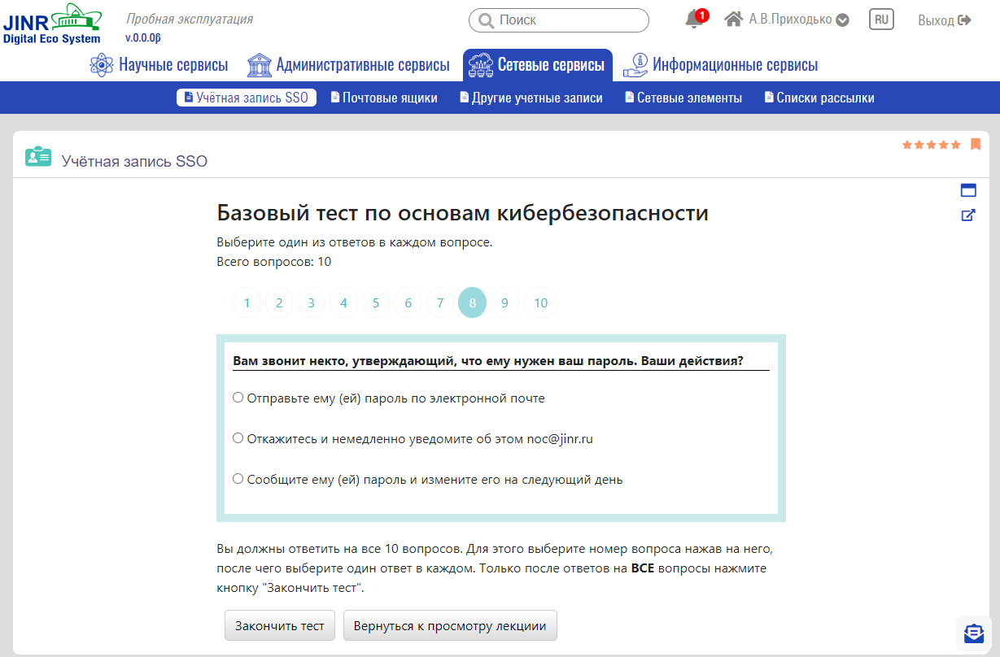 JINR
Digital Eco System
Пробная эксплуатация
v.0.0.0β
Поиск
1
А.В.Приходько
RU
Выход
Научные сервисы
Административные сервисы
Сетевые сервисы
Информационные сервисы
Учётная запись SSO
Почтовые ящики
Другие учетные записи
Сетевые элементы
Списки рассылки
Учётная запись SSO
Базовый тест по основам кибербезопасности
Выберите один из ответов в каждом вопросе.
Всего вопросов: 10
1 2 3 4 5 6 7 8 9 10
Вам звонит некто, утверждающий, что ему нужен ваш пароль. Ваши действия?
Отправьте ему (ей) пароль по электронной почте
Откажитесь и немедленно уведомите об этом noc@jinr.ru
Сообщите ему (ей) пароль и измените его на следующий день
Вы должны ответить на все 10 вопросов. Для этого выберите номер вопроса нажав на него,
после чего выберите один ответ в каждом. Только после ответов на ВСЕ вопросы нажмите
кнопку "Закончить тест".
Закончить тест
Вернуться к просмотру лекциии